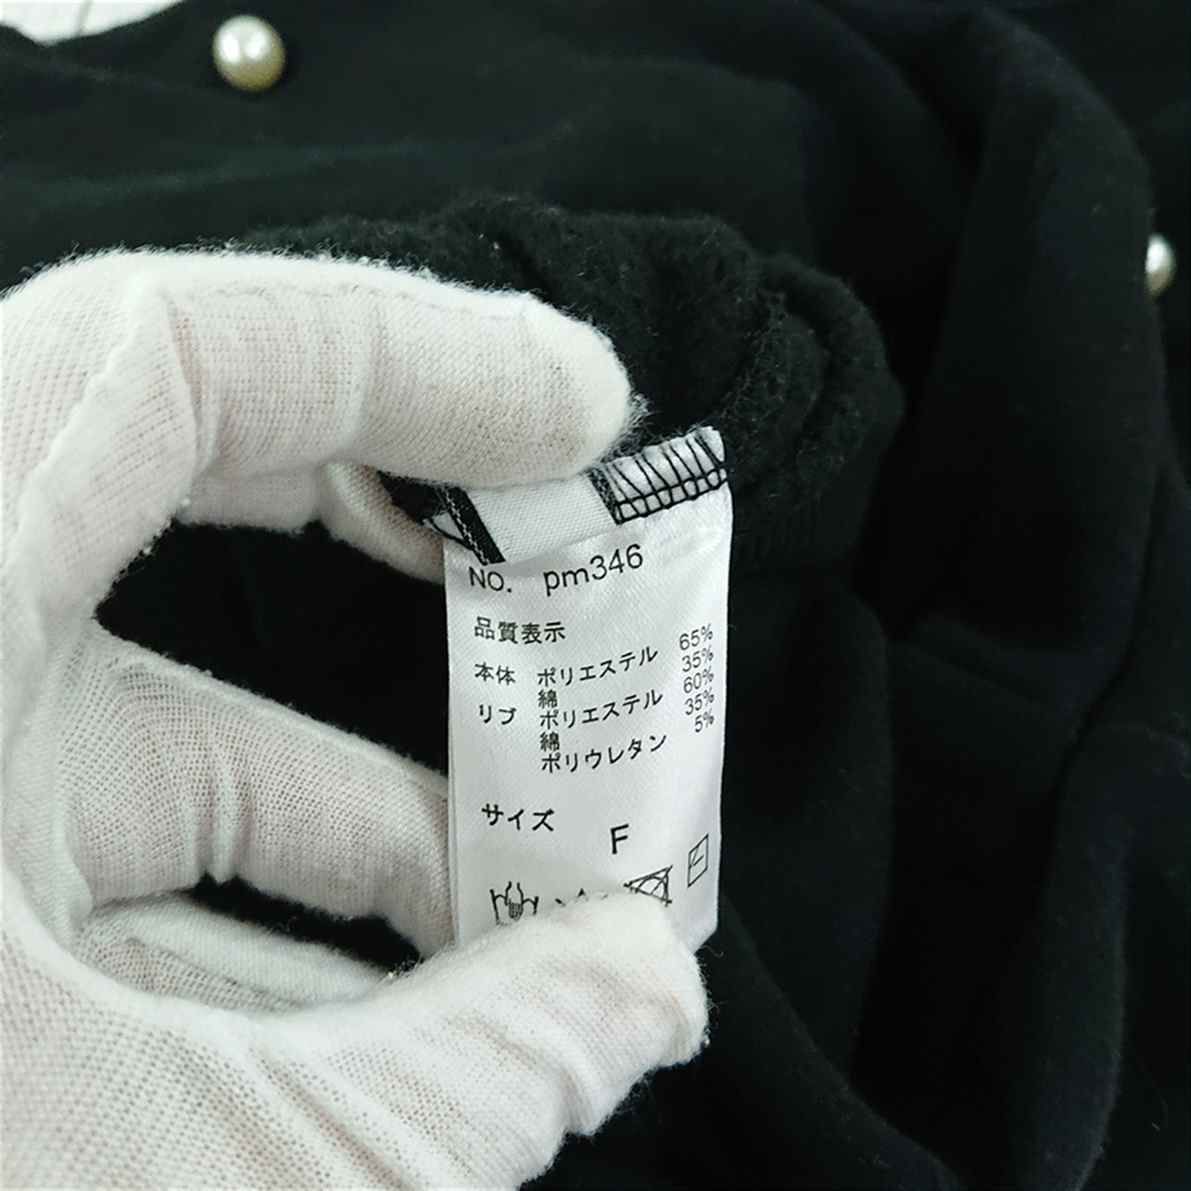 NO. pm346
品質表示
本体 ポリエステル 65%
綿 35%
リブ ポリエステル 60%
綿 35%
ポリウレタン 5%
サイズ F